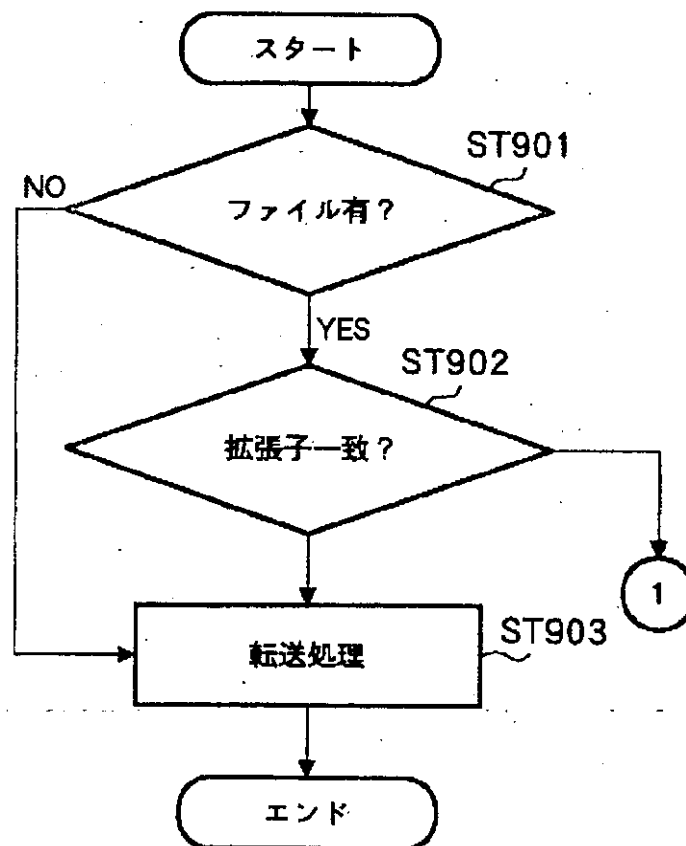 スタート
ST901
NO
ファイル有?
YES
ST902
拡張子一致?
1
ST903
転送処理
エンド